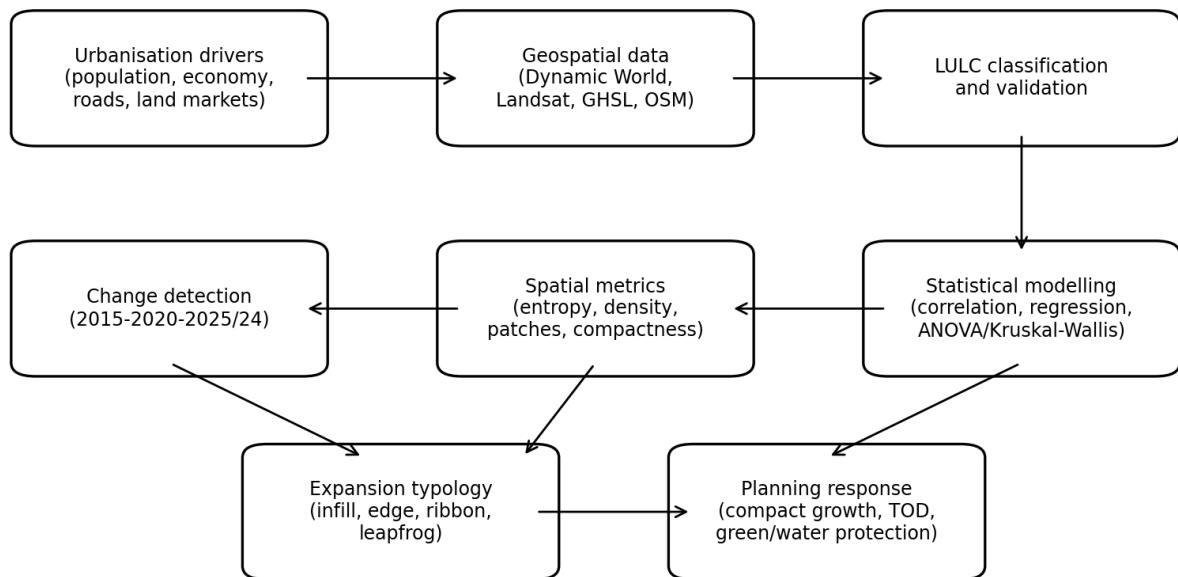 Urbanisation drivers
(population, economy,
roads, land markets)
Geospatial data
(Dynamic World,
Landsat, GHSL, OSM)
LULC classification
and validation
Change detection
(2015-2020-2025/24)
Spatial metrics
(entropy, density,
patches, compactness)
Statistical modelling
(correlation, regression,
ANOVA/Kruskal-Wallis)
Expansion typology
(infill, edge, ribbon,
leapfrog)
Planning response
(compact growth, TOD,
green/water protection)